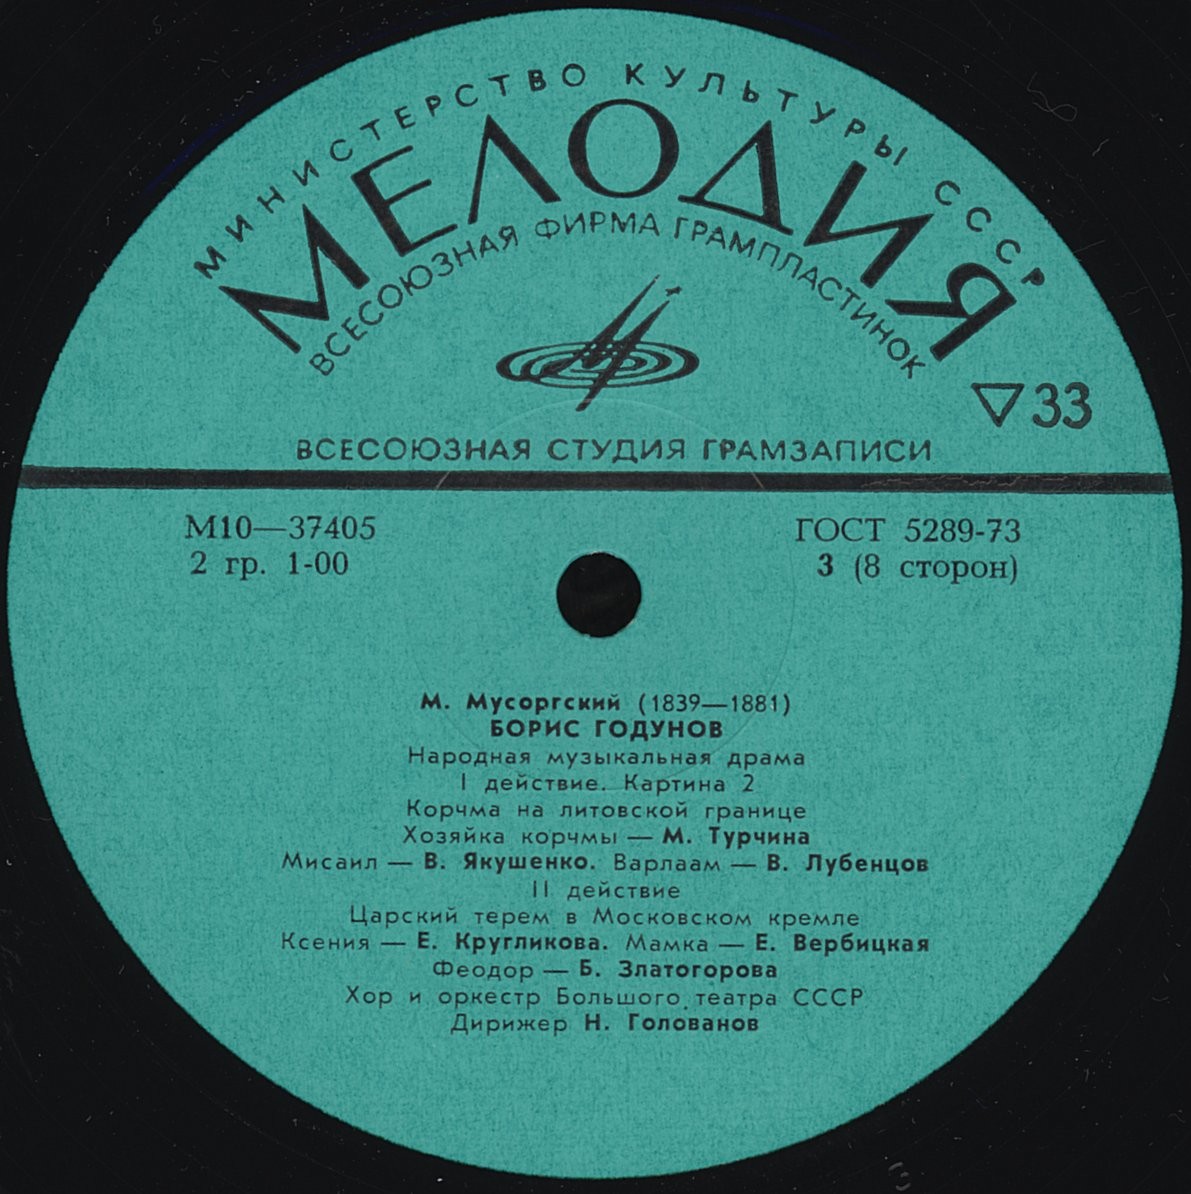 МИНИСТЕРСТВО КУЛЬТУРЫ СССР
МЕЛОДИЯ
ВСЕСОЮЗНАЯ ФИРМА ГРАМПЛАСТИНОК
33
ВСЕСОЮЗНАЯ СТУДИЯ ГРАМЗАПИСИ
М10—37405
ГОСТ 5289-73
2 гр. 1-00
3 (8 сторон)
М. Мусоргский (1839—1881)
БОРИС ГОДУНОВ
Народная музыкальная драма
I действие. Картина 2
Корчма на литовской границе
Хозяйка корчмы — М. Турчина
Мисаил — В. Якушенко. Варлаам — В. Лубенцов
II действие
Царский терем в Московском кремле
Ксения — Е. Кругликова. Мамка — Е. Вербицкая
Феодор — Б. Златогорова
Хор и оркестр Большого театра СССР
Дирижер Н. Голованов